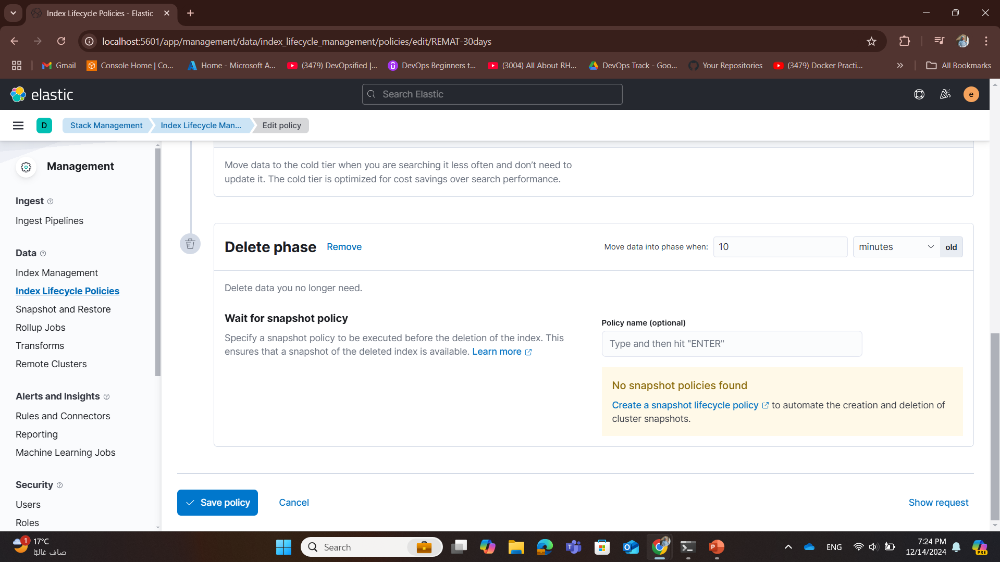 Index Lifecycle Policies - Elastic
localhost:5601/app/management/data/index_lifecycle_management/policies/edit/REMAT-30days
Gmail
Console Home | Co...
Home - Microsoft A...
(3479) DevOpsified |...
DevOps Beginners t...
(3004) All About RH...
DevOps Track - Goo...
Your Repositories
(3479) Docker Practi...
All Bookmarks
elastic
Search Elastic
e
D
Stack Management
Index Lifecycle Man...
Edit policy
Management
Ingest
Ingest Pipelines
Data
Index Management
Index Lifecycle Policies
Snapshot and Restore
Rollup Jobs
Transforms
Remote Clusters
Alerts and Insights
Rules and Connectors
Reporting
Machine Learning Jobs
Security
Users
Roles
Move data to the cold tier when you are searching it less often and don’t need to
update it. The cold tier is optimized for cost savings over search performance.
Delete phase
Remove
Move data into phase when:
10
minutes
old
Delete data you no longer need.
Wait for snapshot policy
Specify a snapshot policy to be executed before the deletion of the index. This
ensures that a snapshot of the deleted index is available. Learn more
Policy name (optional)
Type and then hit "ENTER"
No snapshot policies found
Create a snapshot lifecycle policy to automate the creation and deletion of
cluster snapshots.
Save policy
Cancel
Show request
1
17°C
صافٍ غالبًا
Search
ENG
7:24 PM
12/14/2024
PRE